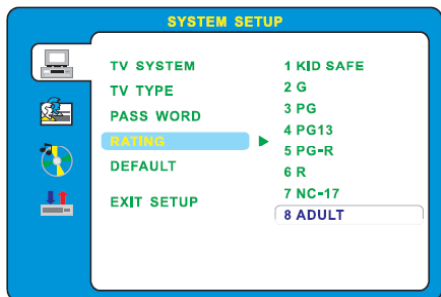 SYSTEM SETUP
TV SYSTEM
TV TYPE
PASS WORD
RATING
DEFAULT
EXIT SETUP
1 KID SAFE
2 G
3 PG
4 PG13
5 PG-R
6 R
7 NC-17
8 ADULT